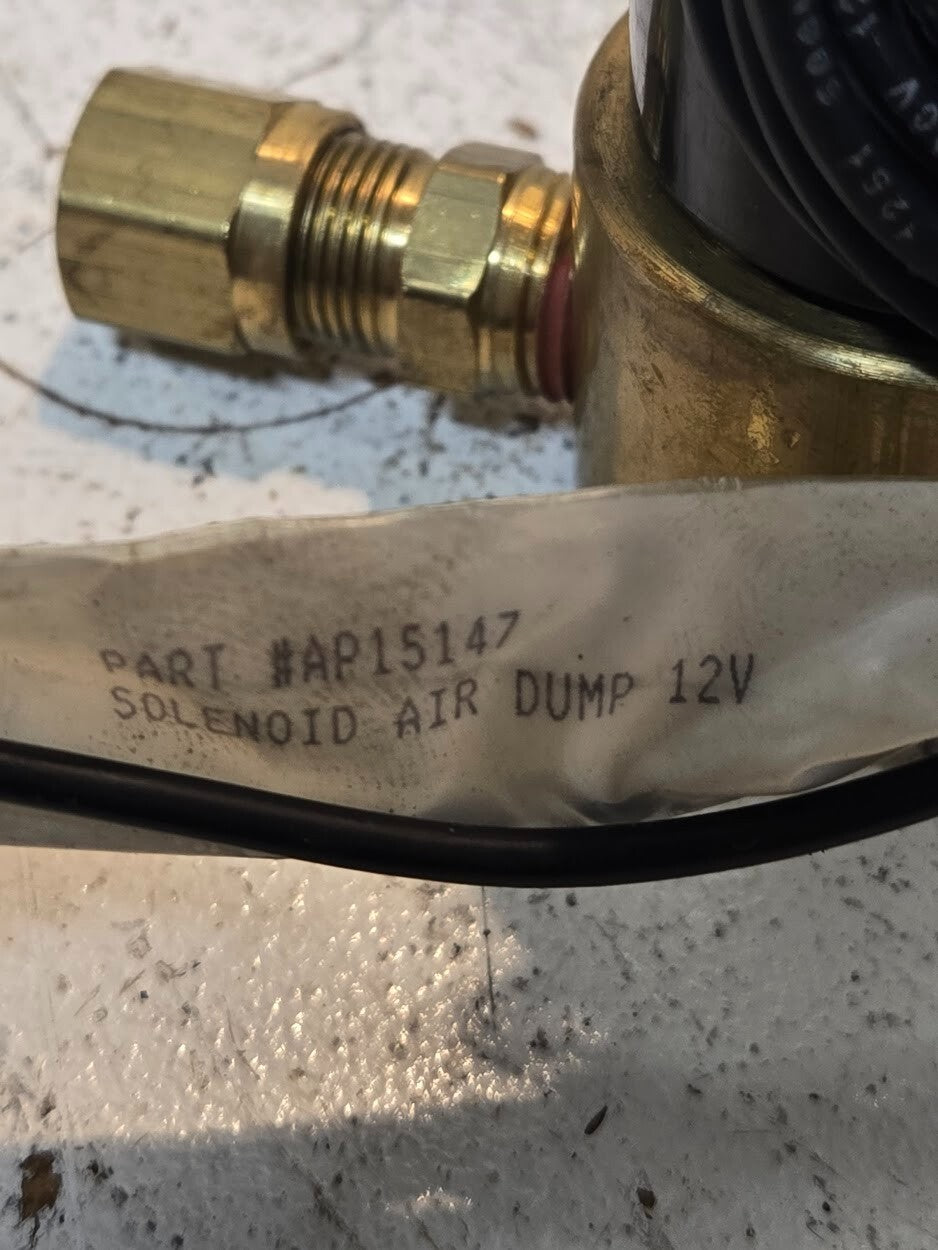 PART #AP15147
SOLENOID AIR DUMP 12V